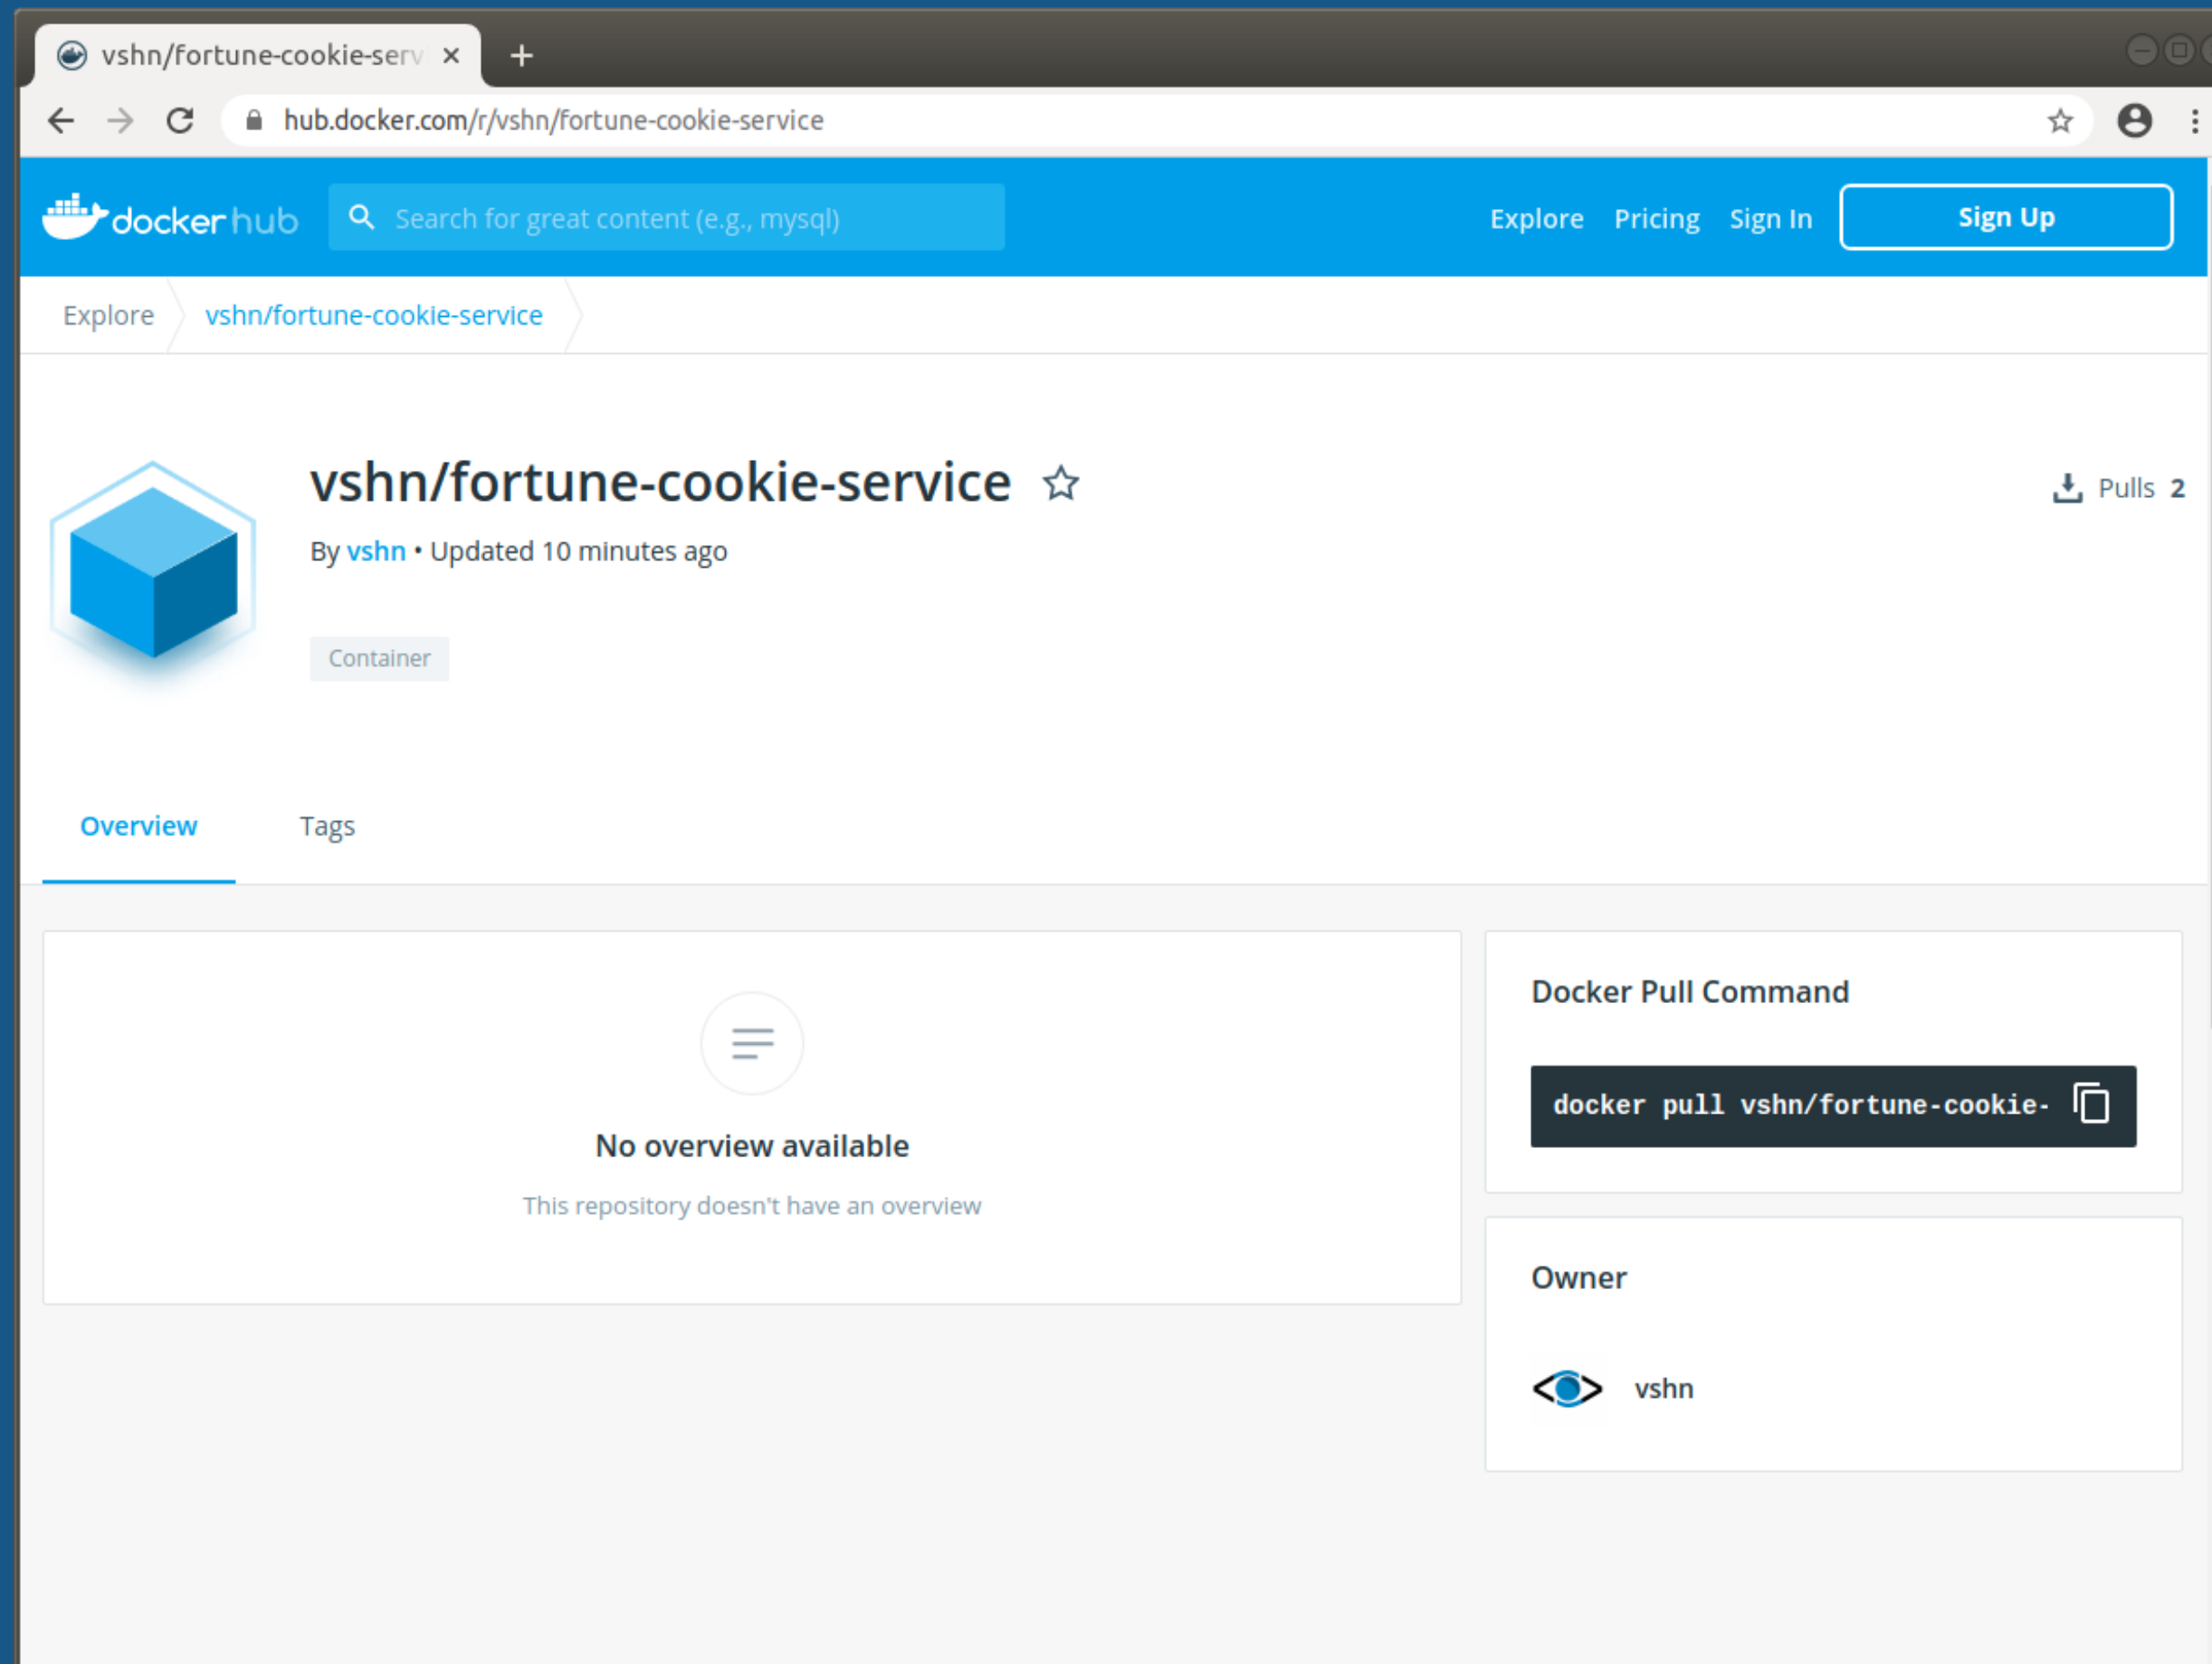 vshn/fortune-cookie-serv
hub.docker.com/r/vshn/fortune-cookie-service
docker hub
Search for great content (e.g., mysql)
Explore Pricing Sign In Sign Up
Explore vshn/fortune-cookie-service
vshn/fortune-cookie-service
Pulls 2
By vshn • Updated 10 minutes ago
Container
Overview Tags
No overview available
This repository doesn't have an overview
Docker Pull Command
docker pull vshn/fortune-cookie-
Owner
vshn